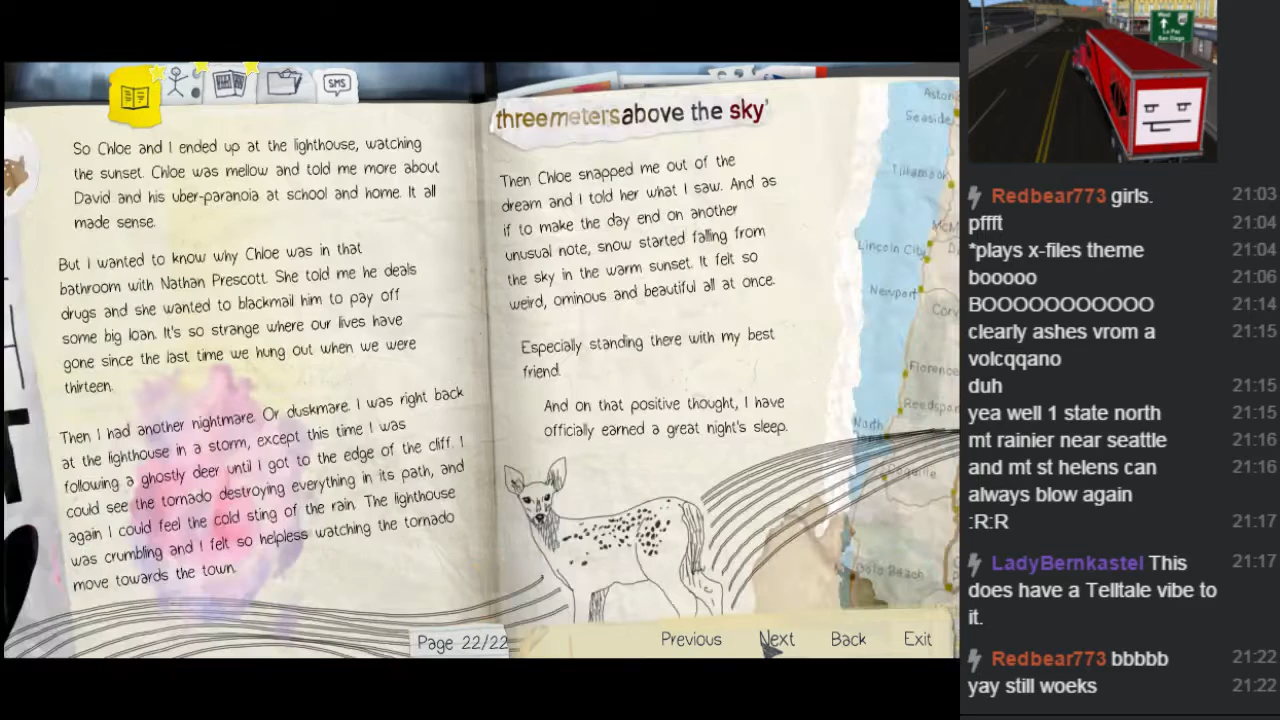 SMS
So Chloe and I ended up at the lighthouse, watching
the sunset. Chloe was mellow and told me more about
David and his uber-paranoia at school and home. It all
made sense.
But I wanted to know why Chloe was in that
bathroom with Nathan Prescott. She told me he deals
drugs and she wanted to blackmail him to pay off
some big loan. It's so strange where our lives have
gone since the last time we hung out when we were
thirteen.
Then I had another nightmare. Or duskmare. I was right back
at the lighthouse in a storm, except this time I was
following a ghostly deer until I got to the edge of the cliff. I
could see the tornado destroying everything in its path, and
again I could feel the cold sting of the rain. The lighthouse
was crumbling and I felt so helpless watching the tornado
move towards the town.
Page 22/22
threemetersabove the sky'
Then Chloe snapped me out of the
dream and I told her what I saw. And as
if to make the day end on another
unusual note, snow started falling from
the sky in the warm sunset. It felt so
weird, ominous and beautiful all at once.
Especially standing there with my best
friend.
And on that positive thought, I have
officially earned a great night's sleep.
Previous
Next
Back
Exit
Seaside
Tillamook
Lincoln City
Newport
Florence
Reedsport
North
Coquille
Gold Beach
West
La Paz
San Diego
Redbear773 girls. 21:03
pffft 21:04
*plays x-files theme 21:04
booooo 21:06
BOOOOOOOOOOO 21:14
clearly ashes vrom a 21:15
volcqqano
duh 21:15
yea well 1 state north 21:15
mt rainier near seattle 21:16
and mt st helens can 21:16
always blow again
:R:R 21:17
LadyBernkastel This 21:17
does have a Telltale vibe to
it.
Redbear773 bbbbb 21:22
yay still woeks 21:22